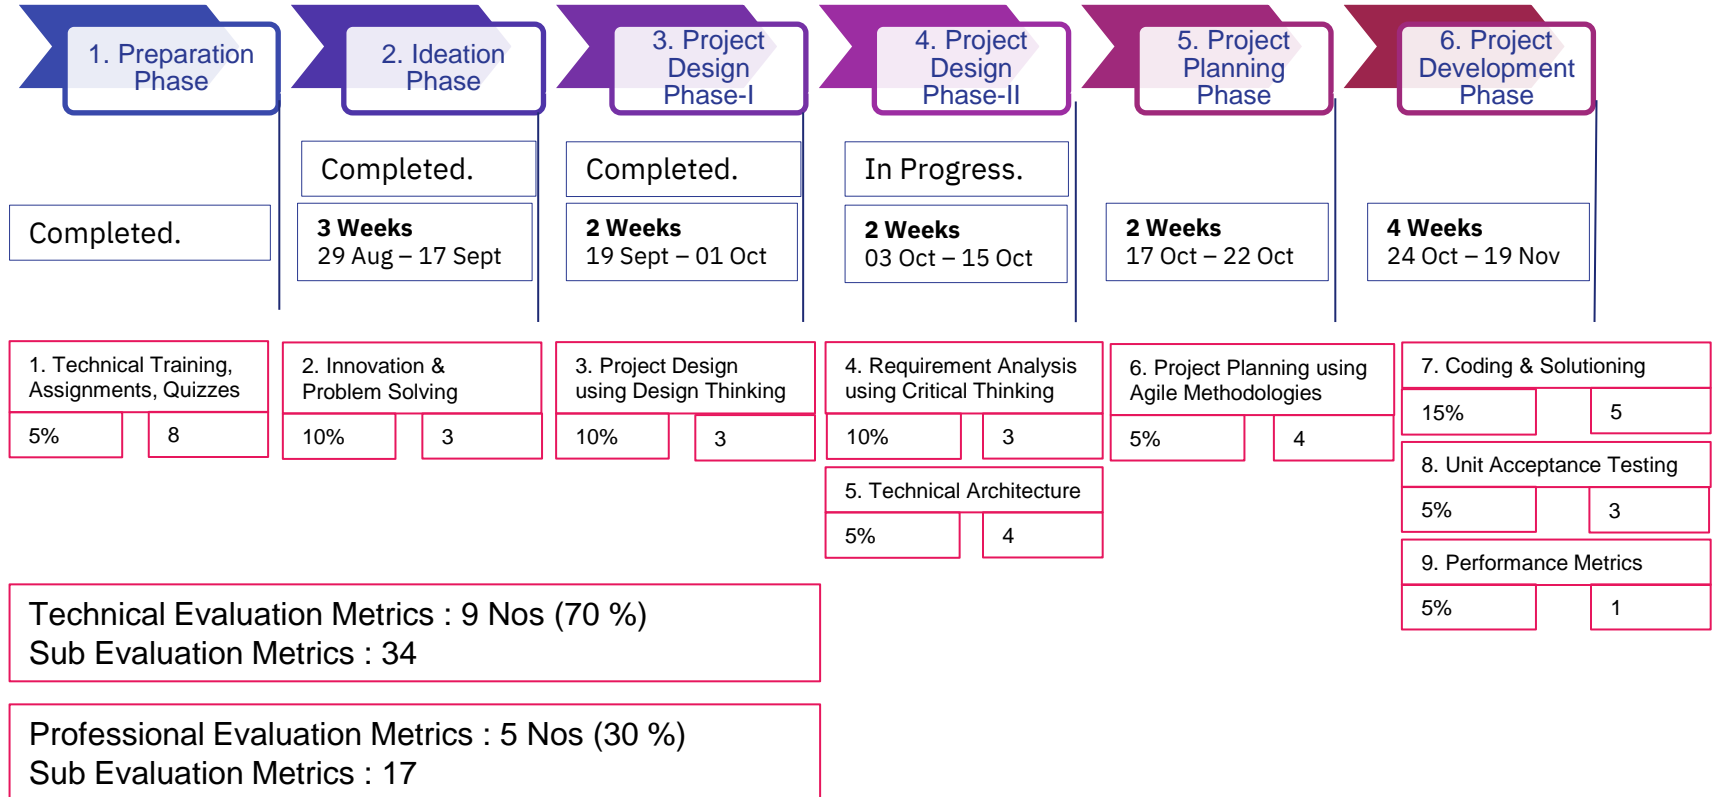 1. Preparation
Phase
2. Ideation
Phase
3. Project
Design
Phase-I
4. Project
Design
Phase-II
5. Project
Planning
Phase
6. Project
Development
Phase
Completed.
Completed.
Completed.
In Progress.
3 Weeks
29 Aug – 17 Sept
2 Weeks
19 Sept – 01 Oct
2 Weeks
03 Oct – 15 Oct
2 Weeks
17 Oct – 22 Oct
4 Weeks
24 Oct – 19 Nov
1. Technical Training,
Assignments, Quizzes
5%
8
2. Innovation &
Problem Solving
10%
3
3. Project Design
using Design Thinking
10%
3
4. Requirement Analysis
using Critical Thinking
10%
3
5. Technical Architecture
5%
4
6. Project Planning using
Agile Methodologies
5%
4
7. Coding & Solutioning
15%
5
8. Unit Acceptance Testing
5%
3
9. Performance Metrics
5%
1
Technical Evaluation Metrics : 9 Nos (70 %)
Sub Evaluation Metrics : 34
Professional Evaluation Metrics : 5 Nos (30 %)
Sub Evaluation Metrics : 17